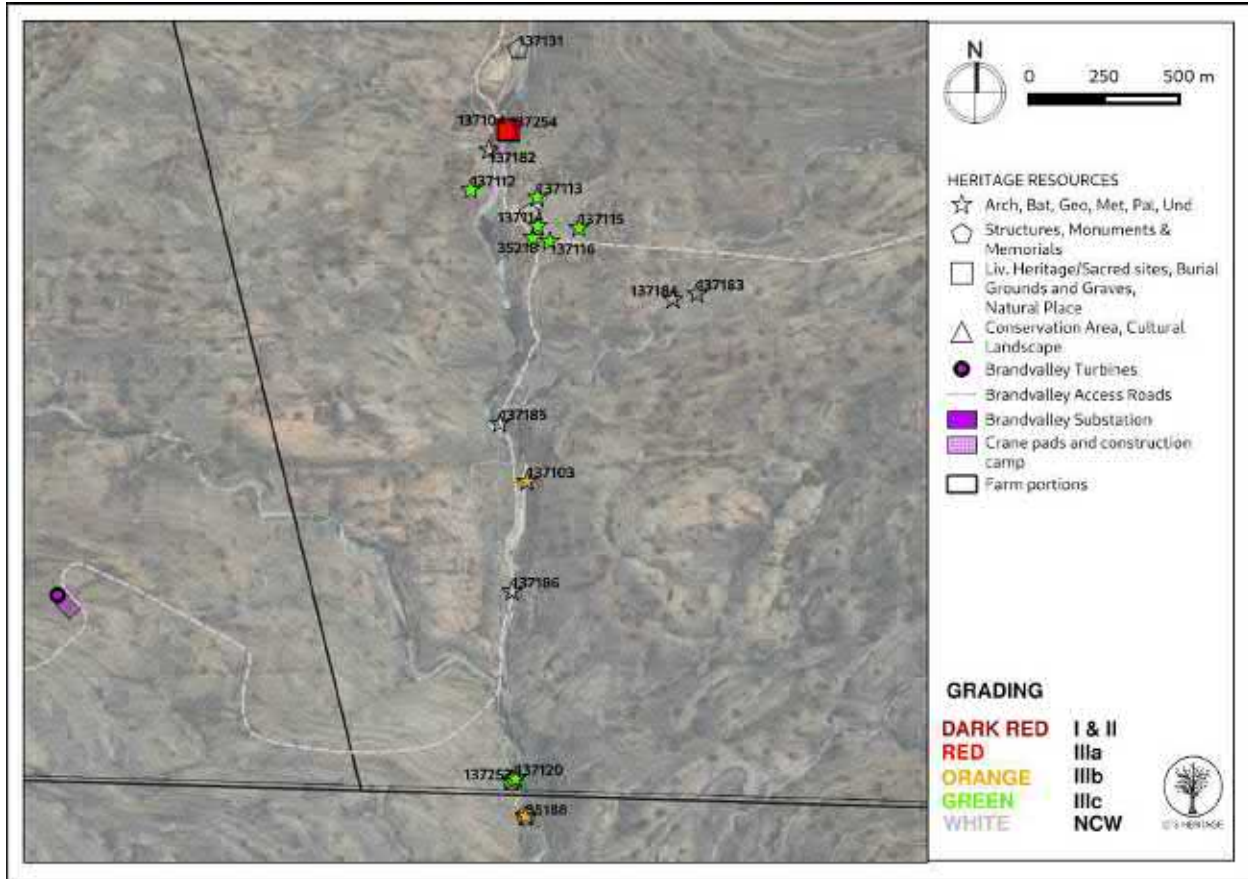 137131
137254
137182
137112
137113
137114
137115
35218
137116
137184
137183
137185
137103
137186
137120
35188
N
0 250 500 m
HERITAGE RESOURCES
Arch, Bat, Geo, Met, Pal, Und
Structures, Monuments &
Memorials
Liv. Heritage/Sacred sites, Burial
Grounds and Graves,
Natural Place
Conservation Area, Cultural
Landscape
Brandvalley Turbines
Brandvalley Access Roads
Brandvalley Substation
Crane pads and construction
camp
Farm portions
GRADING
DARK RED I & II
RED IIIa
ORANGE IIIb
GREEN IIIc
WHITE NCW
HERITAGE